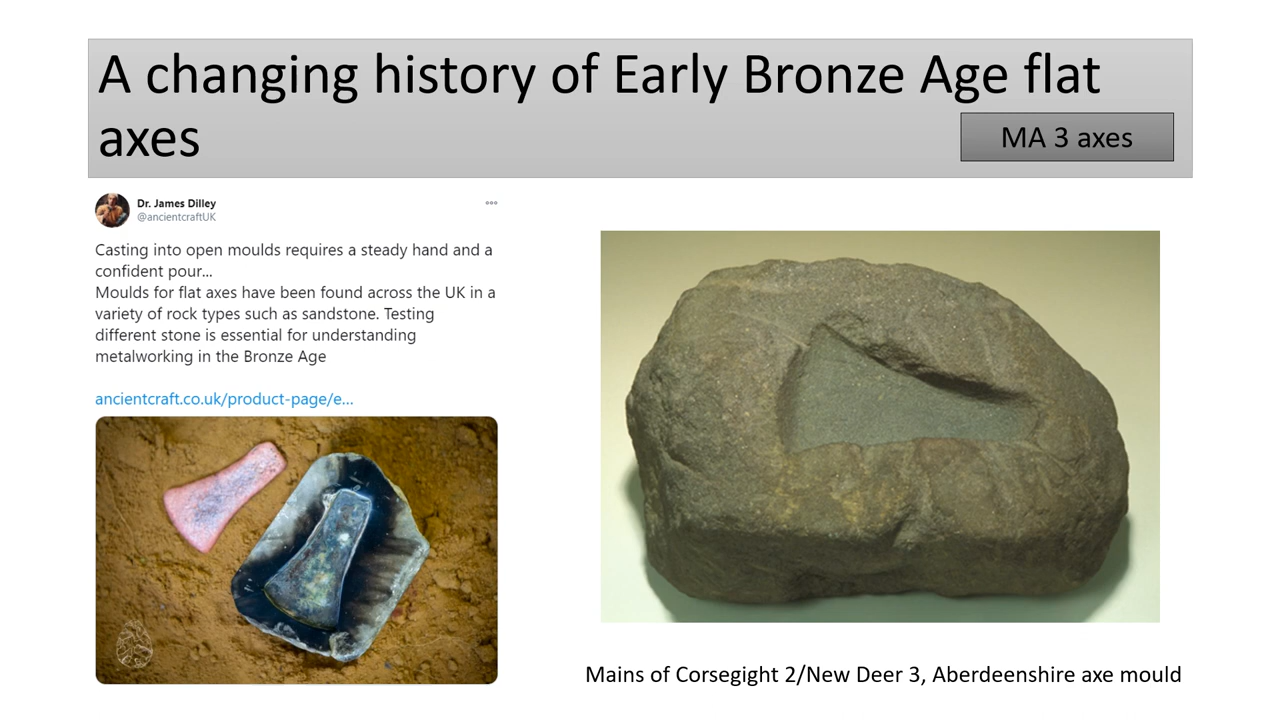 A changing history of Early Bronze Age flat
axes
MA 3 axes
Dr. James Dilley
@ancientcraftUK
Casting into open moulds requires a steady hand and a
confident pour...
Moulds for flat axes have been found across the UK in a
variety of rock types such as sandstone. Testing
different stone is essential for understanding
metalworking in the Bronze Age
ancientcraft.co.uk/product-page/e...
Mains of Corsegight 2/New Deer 3, Aberdeenshire axe mould